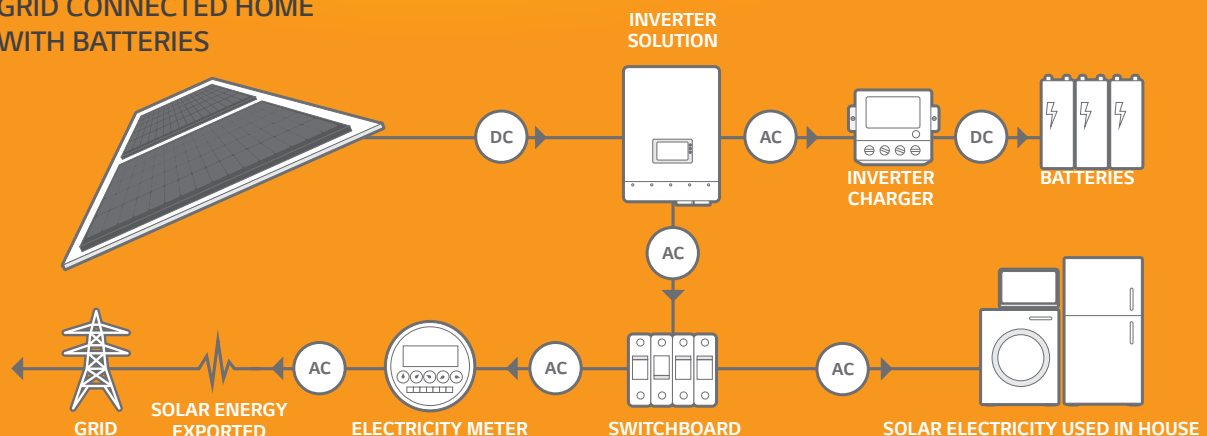 GRID CONNECTED HOME
WITH BATTERIES
INVERTER
SOLUTION
DC
AC
DC
INVERTER
CHARGER
BATTERIES
AC
AC
AC
AC
GRID
SOLAR ENERGY
EXPORTED
ELECTRICITY METER
SWITCHBOARD
SOLAR ELECTRICITY USED IN HOUSE